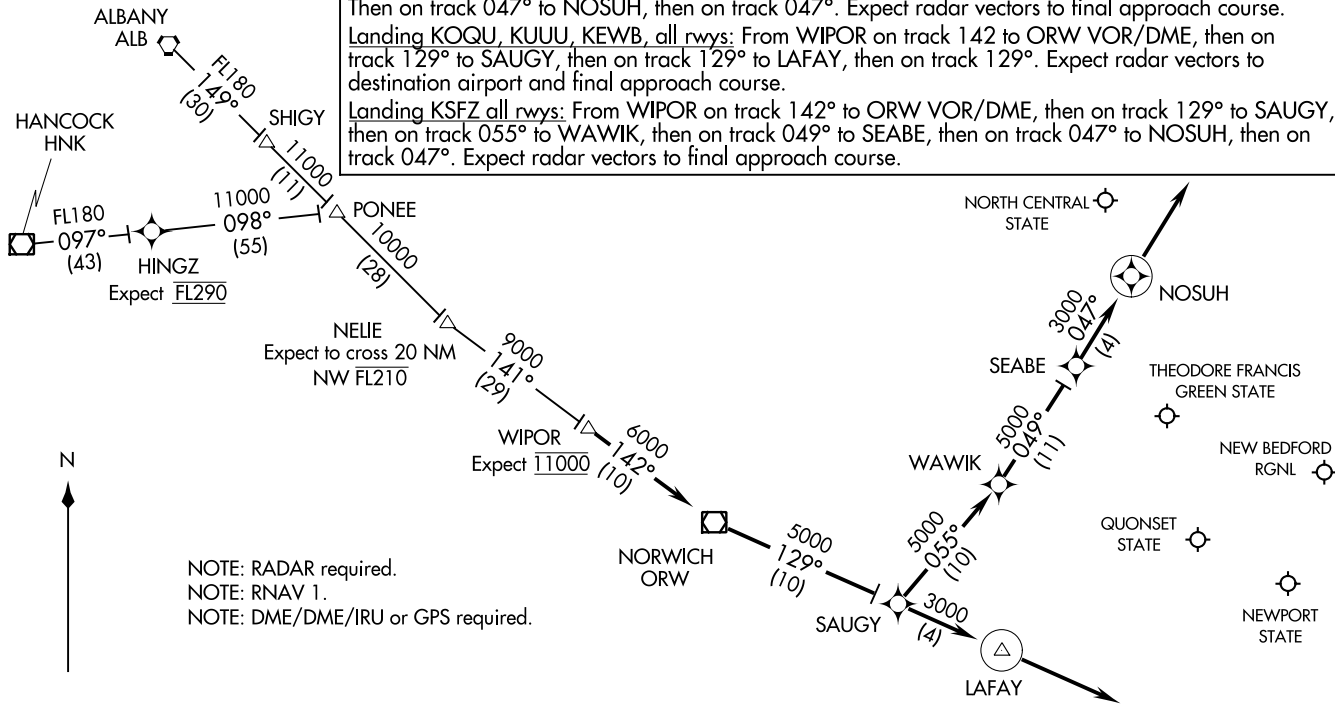 Then on track 047° to NOSUH, then on track 047°. Expect radar vectors to final approach course.
Landing KOQU, KUUU, KEWB, all rwys: From WIPOR on track 142 to ORW VOR/DME, then on
track 129° to SAUGY, then on track 129° to LAFAY, then on track 129°. Expect radar vectors to
destination airport and final approach course.
Landing KSFZ all rwys: From WIPOR on track 142° to ORW VOR/DME, then on track 129° to SAUGY,
then on track 055° to WAWIK, then on track 049° to SEABE, then on track 047° to NOSUH, then on
track 047°. Expect radar vectors to final approach course.
ALBANY
ALB
FL180
149°
(30)
SHIGY
11000
(11)
HANCOCK
HNK
FL180
097°
(43)
HINGZ
Expect FL290
11000
098°
(55)
PONEE
10000
(28)
NELIE
Expect to cross 20 NM
NW FL210
9000
141°
(29)
WIPOR
Expect 11000
6000
142°
(10)
NORWICH
ORW
5000
129°
(10)
SAUGY
3000
(4)
LAFAY
5000
055°
(10)
WAWIK
5000
049°
(11)
SEABE
3000
047°
(4)
NOSUH
NORTH CENTRAL
STATE
THEODORE FRANCIS
GREEN STATE
NEW BEDFORD
RGNL
QUONSET
STATE
NEWPORT
STATE
N
NOTE: RADAR required.
NOTE: RNAV 1.
NOTE: DME/DME/IRU or GPS required.